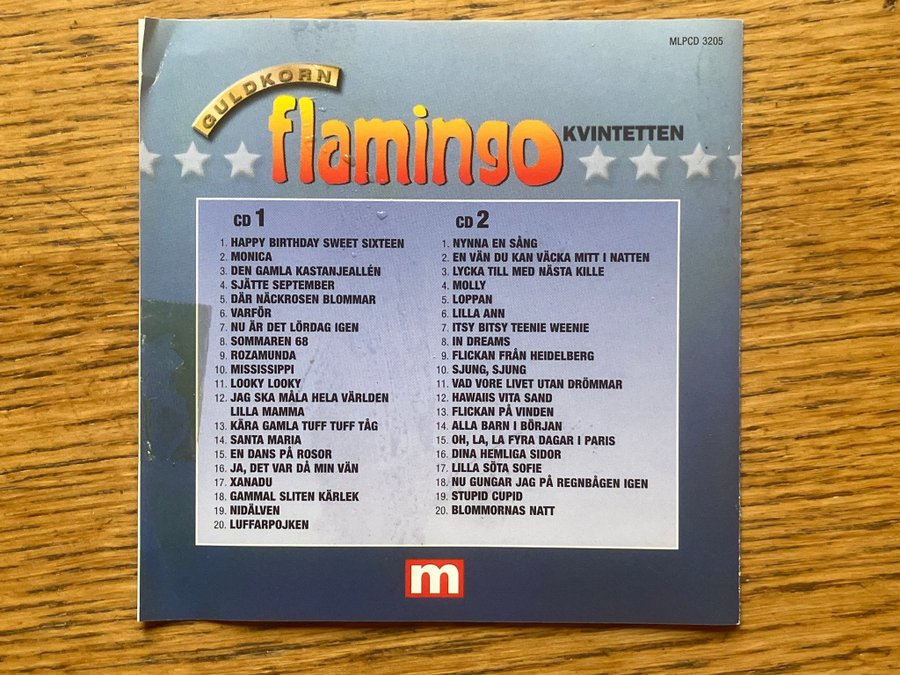 MLPCD 3205
GULDKORN
flamingo
KVINTETTEN
CD 1
1. HAPPY BIRTHDAY SWEET SIXTEEN
2. MONICA
3. DEN GAMLA KASTANJEALLÉN
4. SJÄTTE SEPTEMBER
5. DÄR NÄCKROSEN BLOMMAR
6. VARFÖR
7. NU ÄR DET LÖRDAG IGEN
8. SOMMAREN 68
9. ROZAMUNDA
10. MISSISSIPPI
11. LOOKY LOOKY
12. JAG SKA MÅLA HELA VÄRLDEN
LILLA MAMMA
13. KÄRA GAMLA TUFF TUFF TÅG
14. SANTA MARIA
15. EN DANS PÅ ROSOR
16. JA, DET VAR DÅ MIN VÄN
17. XANADU
18. GAMMAL SLITEN KÄRLEK
19. NIDÄLVEN
20. LUFFARPOJKEN
CD 2
1. NYNNA EN SÅNG
2. EN VÄN DU KAN VÄCKA MITT I NATTEN
3. LYCKA TILL MED NÄSTA KILLE
4. MOLLY
5. LOPPAN
6. LILLA ANN
7. ITSY BITSY TEENIE WEENIE
8. IN DREAMS
9. FLICKAN FRÅN HEIDELBERG
10. SJUNG, SJUNG
11. VAD VORE LIVET UTAN DRÖMMAR
12. HAWAIIS VITA SAND
13. FLICKAN PÅ VINDEN
14. ALLA BARN I BÖRJAN
15. OH, LA, LA FYRA DAGAR I PARIS
16. DINA HEMLIGA SIDOR
17. LILLA SÖTA SOFIE
18. NU GUNGAR JAG PÅ REGNBÅGEN IGEN
19. STUPID CUPID
20. BLOMMORNAS NATT
m